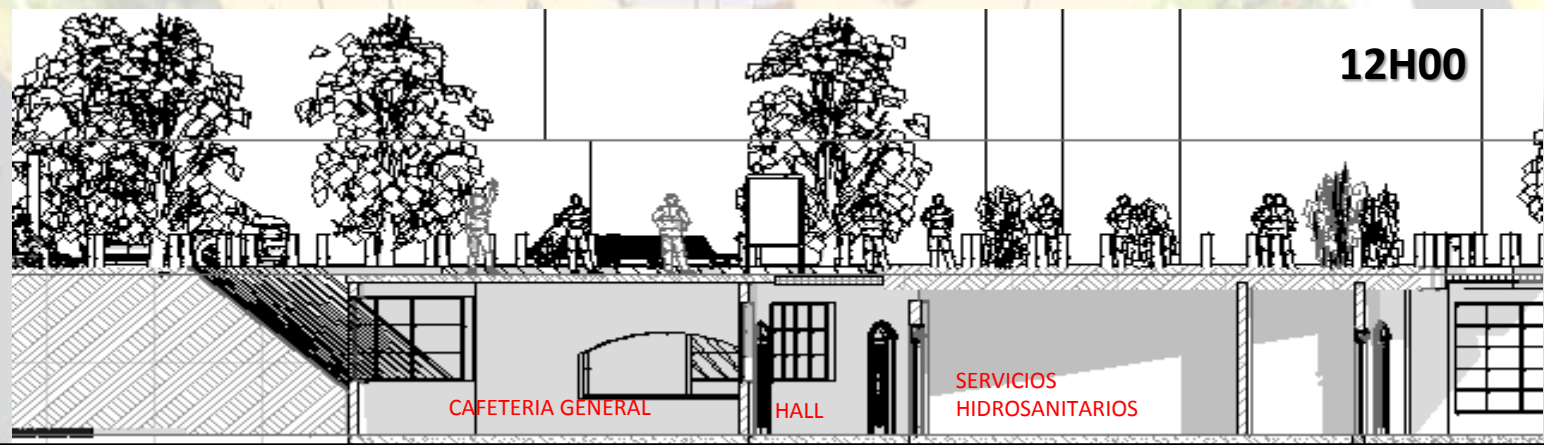 12H00
CAFETERIA GENERAL
HALL
SERVICIOS
HIDROSANITARIOS